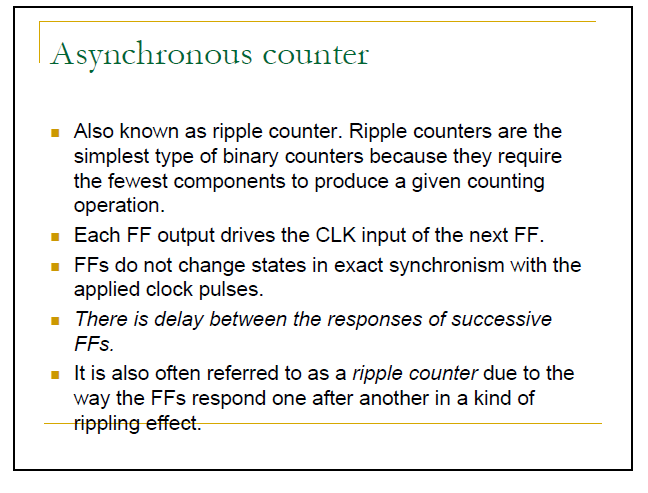 Asynchronous counter
Also known as ripple counter. Ripple counters are the
simplest type of binary counters because they require
the fewest components to produce a given counting
operation.
Each FF output drives the CLK input of the next FF.
FFs do not change states in exact synchronism with the
applied clock pulses.
There is delay between the responses of successive
FFs.
It is also often referred to as a ripple counter due to the
way the FFs respond one after another in a kind of
rippling effect.